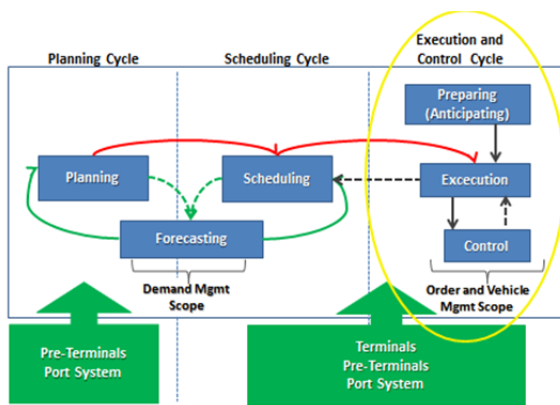 Planning Cycle
Scheduling Cycle
Execution and
Control Cycle
Preparing
(Anticipating)
Planning
Scheduling
Excecution
Forecasting
Control
Demand Mgmt
Scope
Order and Vehicle
Mgmt Scope
Pre-Terminals
Port System
Terminals
Pre-Terminals
Port System